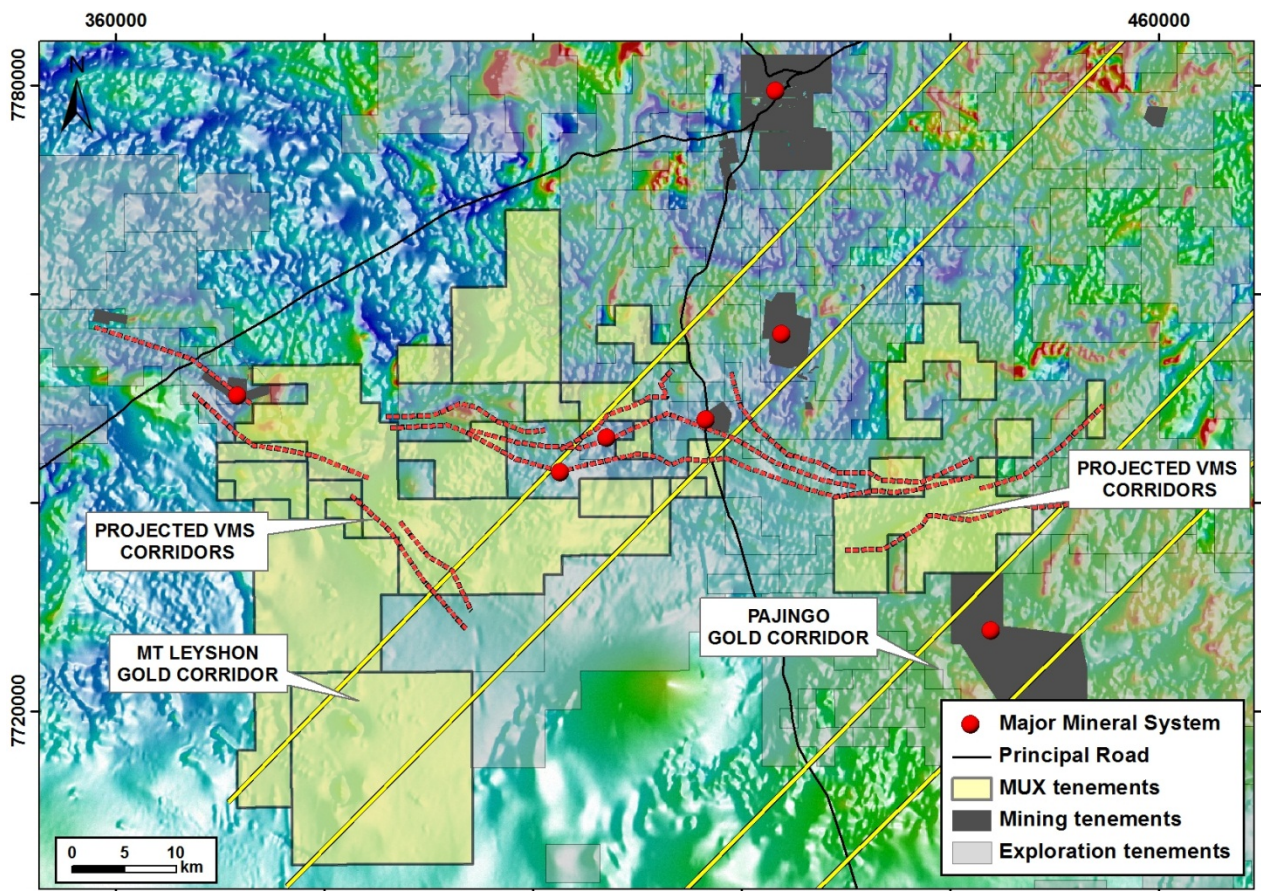 360000
460000
N
7780000
7720000
PROJECTED VMS
CORRIDORS
PROJECTED VMS
CORRIDORS
MT LEYSHON
GOLD CORRIDOR
PAJINGO
GOLD CORRIDOR
Major Mineral System
Principal Road
MUX tenements
Mining tenements
Exploration tenements
0 5 10
km